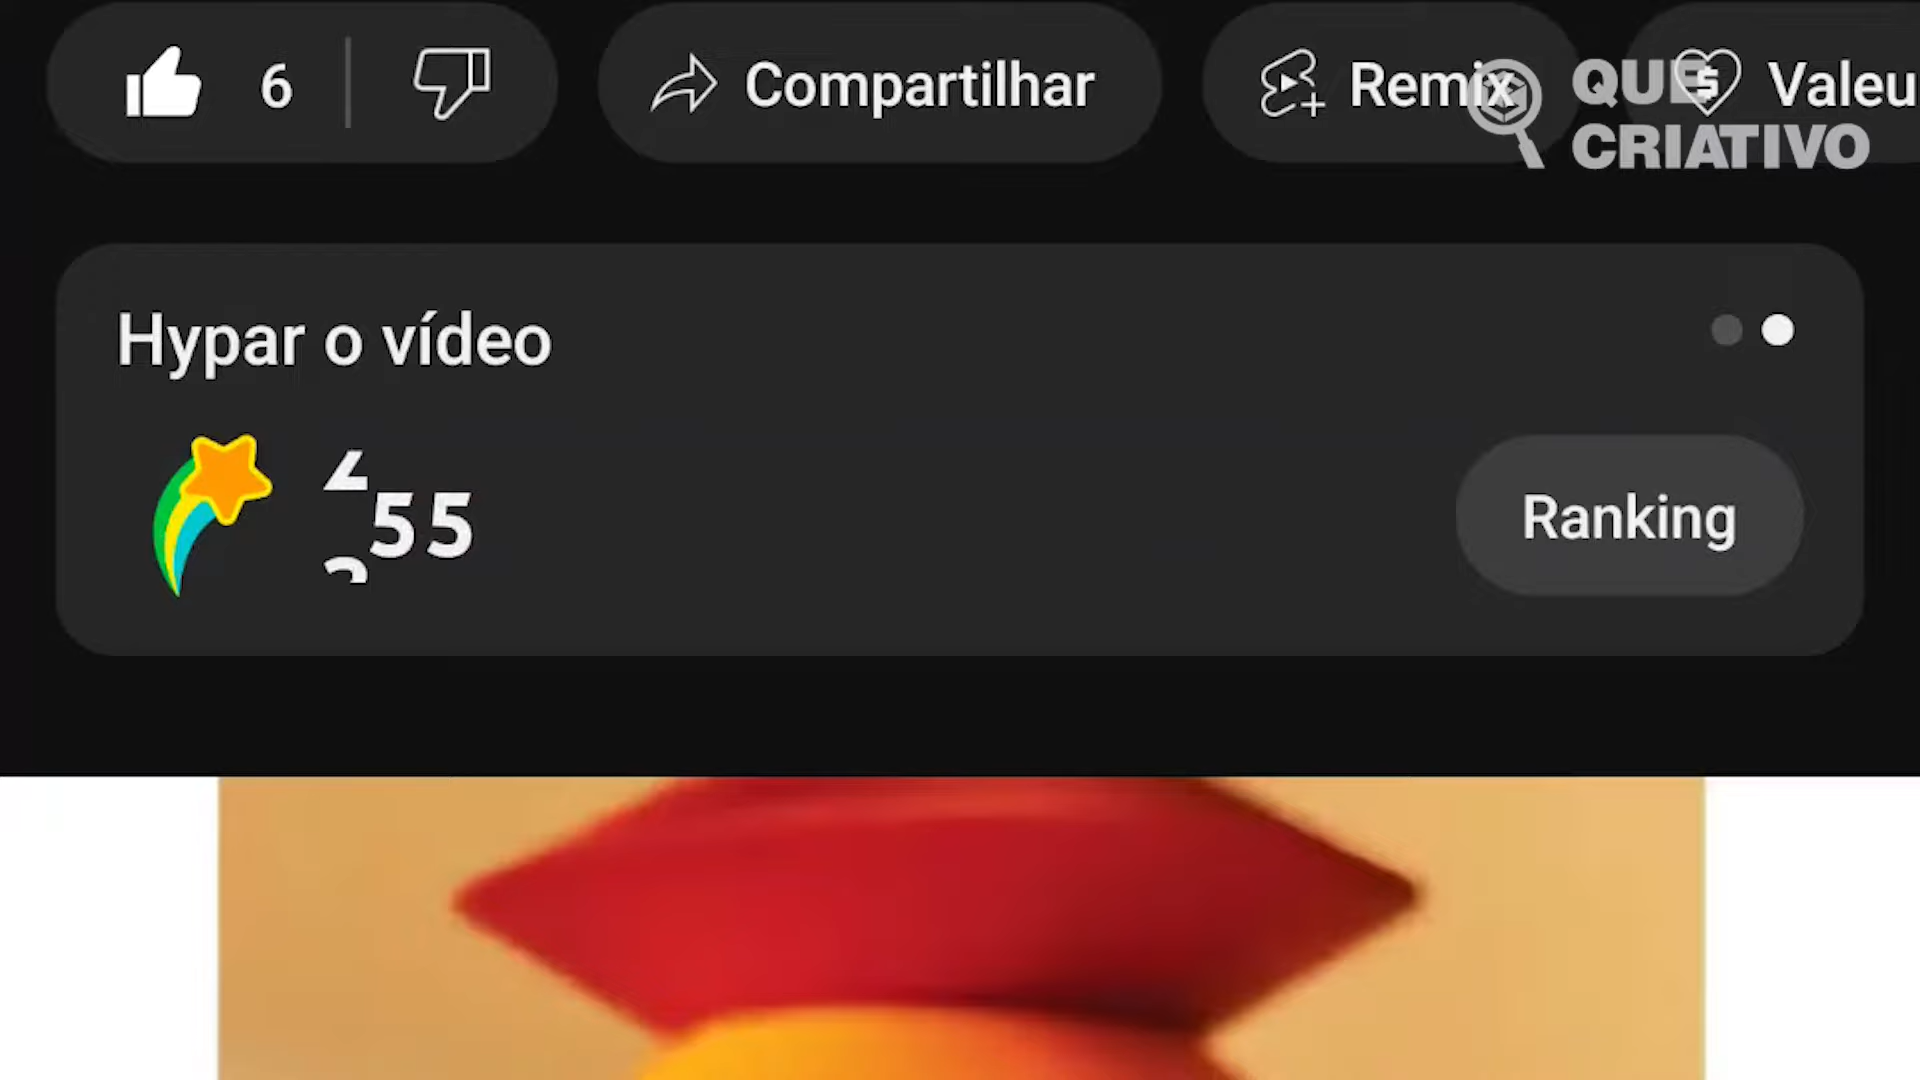 6
Compartilhar
Remix
Valeu
QUE
CRIATIVO
Hypar o vídeo
55
Ranking